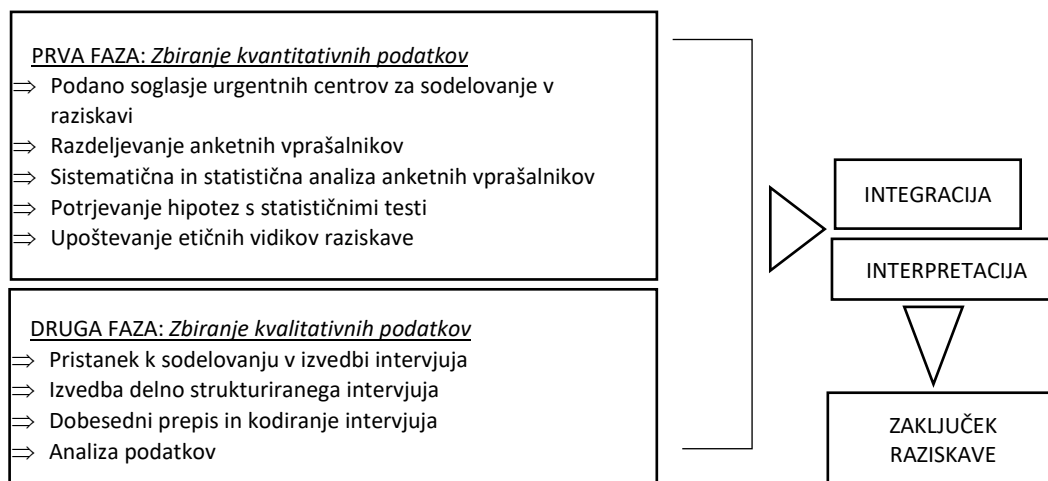 PRVA FAZA: Zbiranje kvantitativnih podatkov
⇒ Podano soglasje urgentnih centrov za sodelovanje v
raziskavi
⇒ Razdeljevanje anketnih vprašalnikov
⇒ Sistematična in statistična analiza anketnih vprašalnikov
⇒ Potrjevanje hipotez s statističnimi testi
⇒ Upoštevanje etičnih vidikov raziskave
DRUGA FAZA: Zbiranje kvalitativnih podatkov
⇒ Pristanek k sodelovanju v izvedbi intervjuja
⇒ Izvedba delno strukturiranega intervjuja
⇒ Dobesedni prepis in kodiranje intervjuja
⇒ Analiza podatkov
INTEGRACIJA
INTERPRETACIJA
ZAKLJUČEK
RAZISKAVE